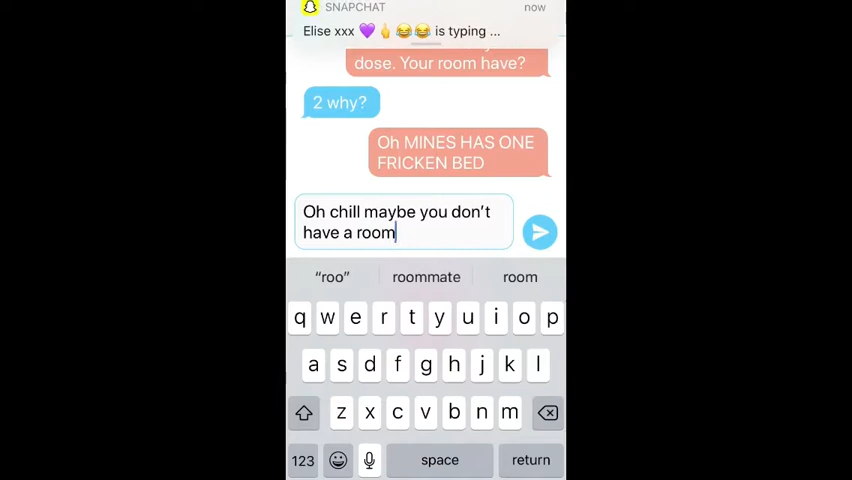 SNAPCHAT now
Elise xxx 💜🖕😂😂 is typing ...
dose. Your room have?
2 why?
Oh MINES HAS ONE
FRICKEN BED
Oh chill maybe you don't
have a room
“roo” roommate room
q w e r t y u i o p
a s d f g h j k l
z x c v b n m
123 space return